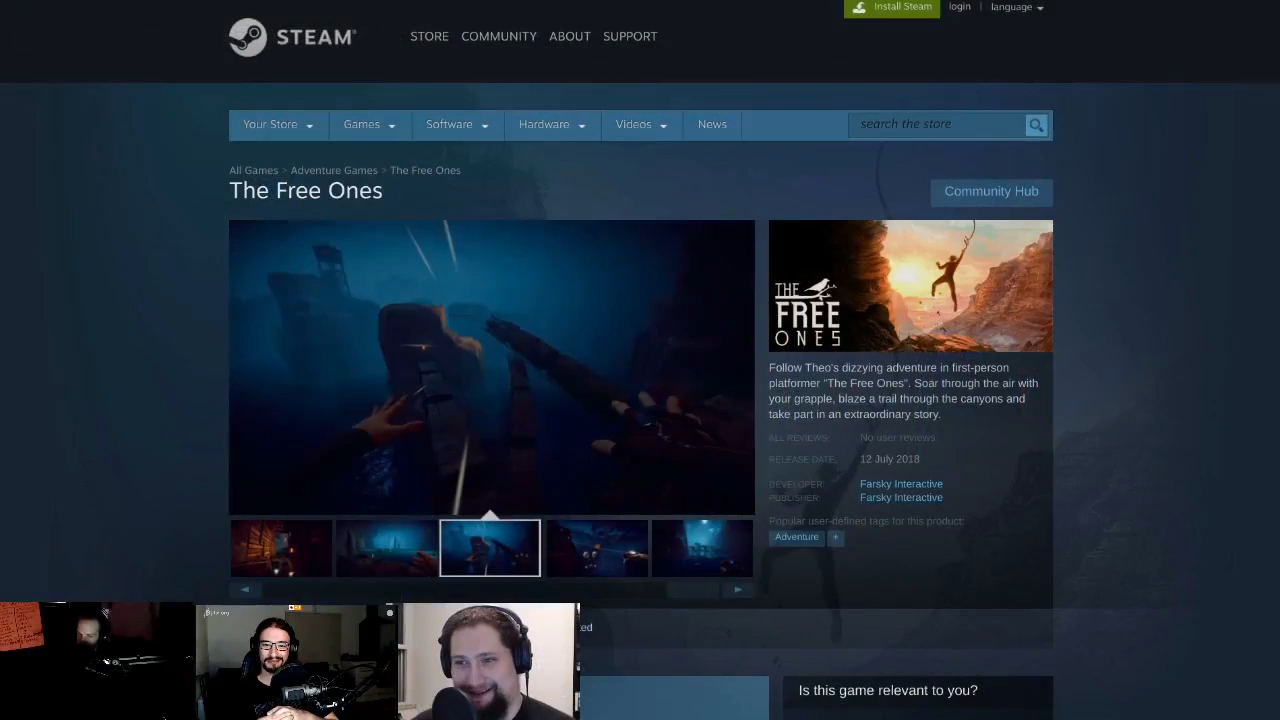 Install Steam
login
language
STEAM
STORE
COMMUNITY
ABOUT
SUPPORT
Your Store
Games
Software
Hardware
Videos
News
search the store
All Games > Adventure Games > The Free Ones
The Free Ones
Community Hub
THE
FREE
ONES
Follow Theo's dizzying adventure in first-person
platformer "The Free Ones". Soar through the air with
your grapple, blaze a trail through the canyons and
take part in an extraordinary story.
ALL REVIEWS: No user reviews
RELEASE DATE: 12 July 2018
DEVELOPER: Farsky Interactive
PUBLISHER: Farsky Interactive
Popular user-defined tags for this product:
Adventure +
Is this game relevant to you?